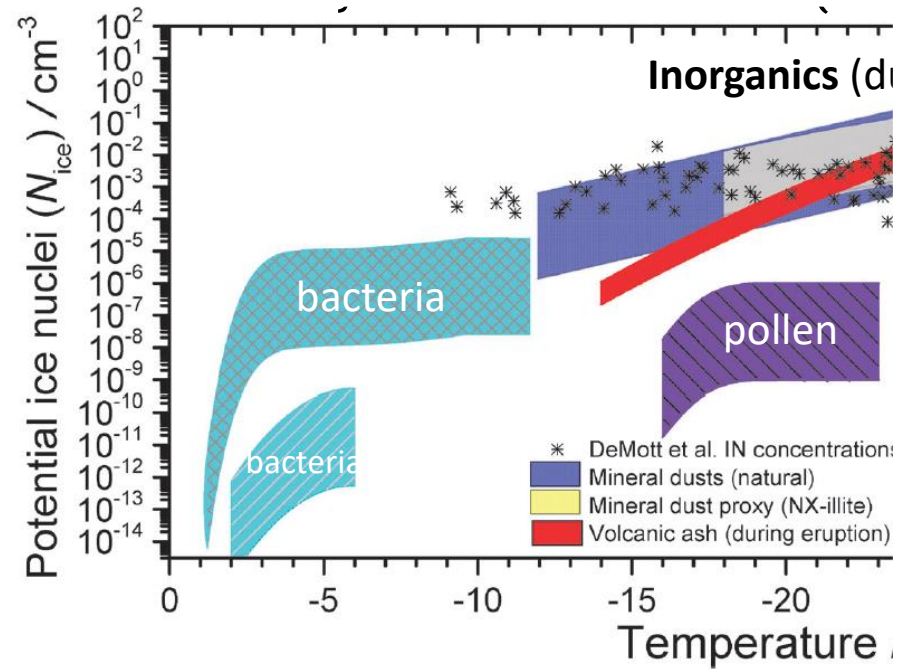 Inorganics (du
Potential ice nuclei (N_ice) / cm^-3
10^2
10^1
10^0
10^-1
10^-2
10^-3
10^-4
10^-5
10^-6
10^-7
10^-8
10^-9
10^-10
10^-11
10^-12
10^-13
10^-14
bacteria
pollen
bacteria
DeMott et al. IN concentrations
Mineral dusts (natural)
Mineral dust proxy (NX-illite)
Volcanic ash (during eruption)
0 -5 -10 -15 -20
Temperature /